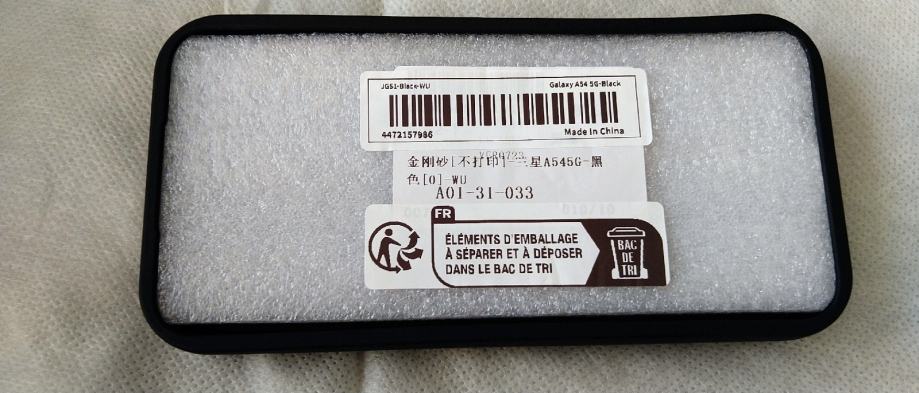 JGS1-Black-WU
Galaxy A54 5G-Black
4472157986
Made in China
金刚砂[不打印]-三星A545G-黑
色[0]-WU
A01-31-033
FR
ÉLÉMENTS D'EMBALLAGE
À SÉPARER ET À DÉPOSER
DANS LE BAC DE TRI
BAC
DE
TRI